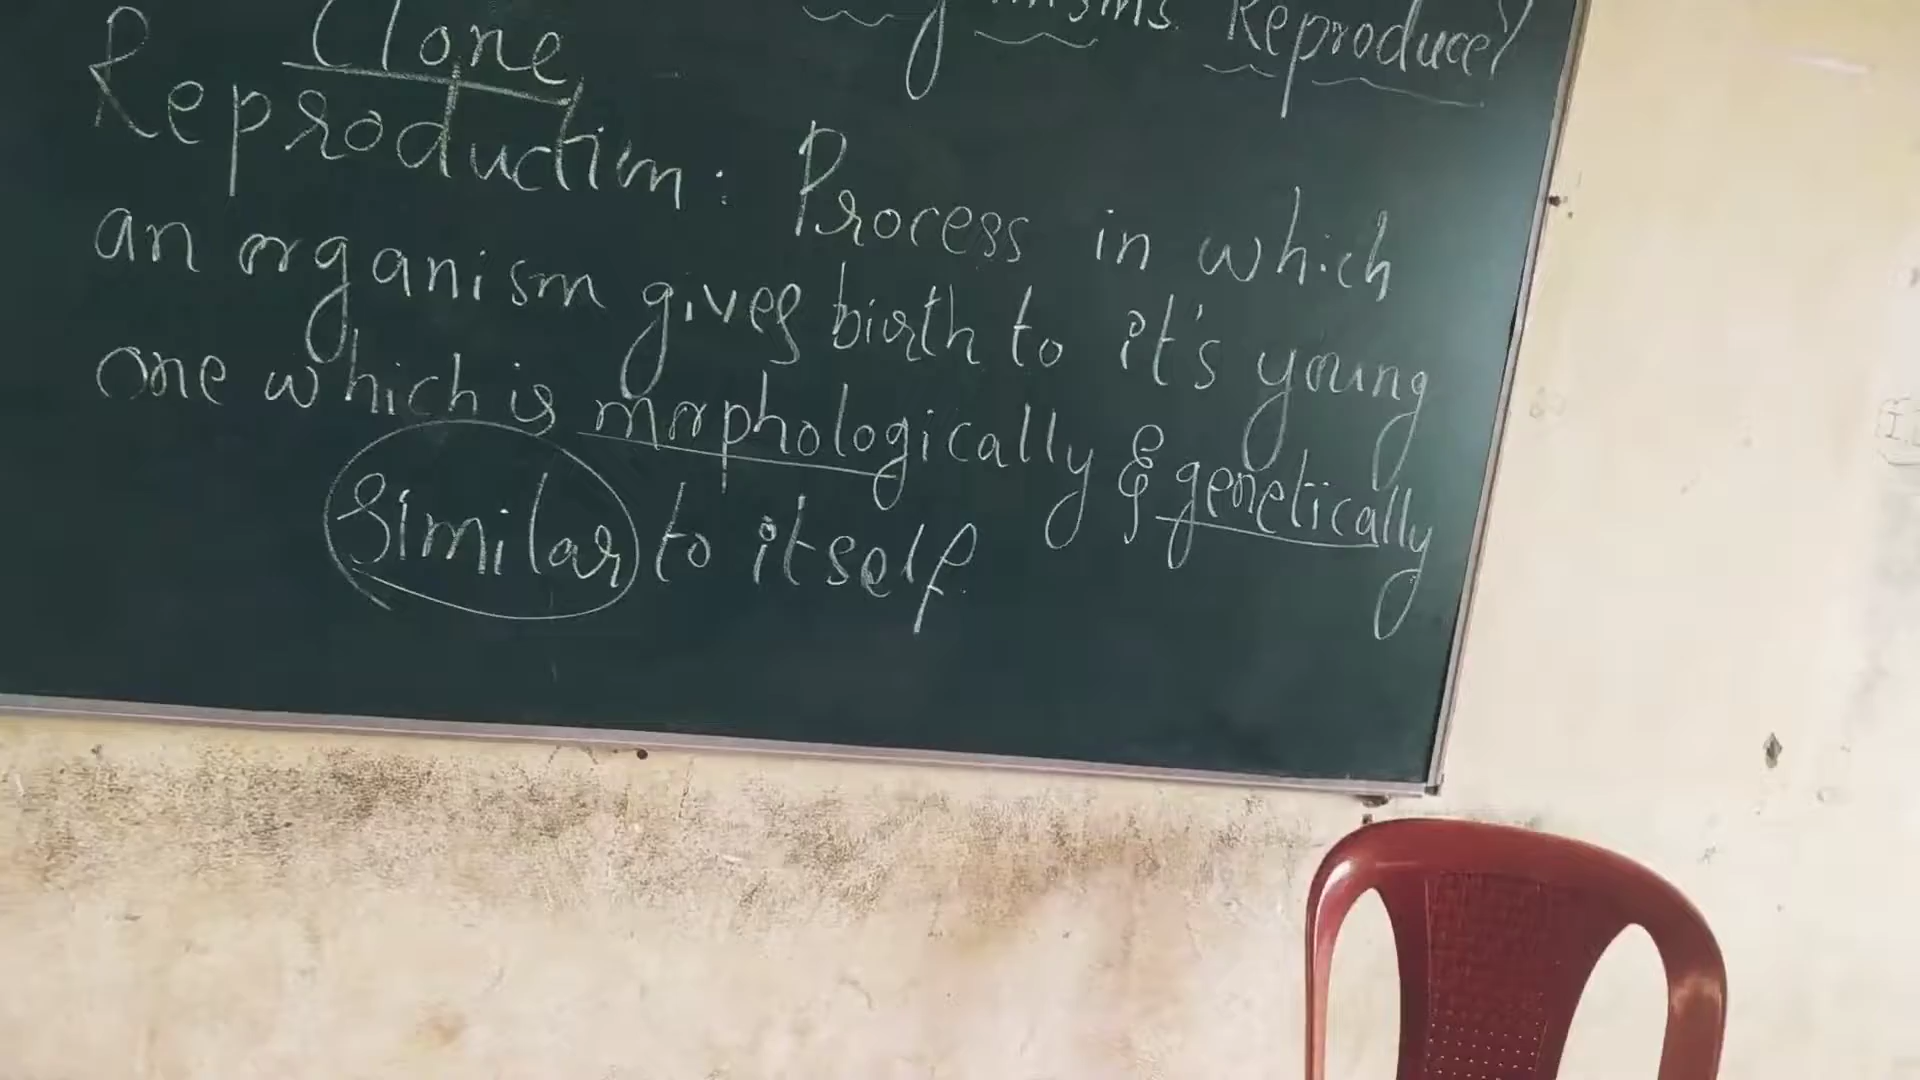 Reproduce?
Clone
Reproduction: Process in which
an organism gives birth to it's young
one which is morphologically & genetically
Similar to itself.